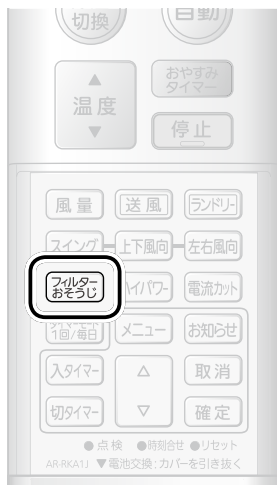 切換
自動
温度
おやすみ
タイマー
停止
風量
送風
ランドリー
スイング
上下風向
左右風向
フィルター
おそうじ
ハイパワー
電流カット
1回/毎日
メニュー
お知らせ
入タイマー
取消
切タイマー
確定
●点検 ●時刻合せ ●リセット
AR-RKA1J ▼電池交換:カバーを引き抜く